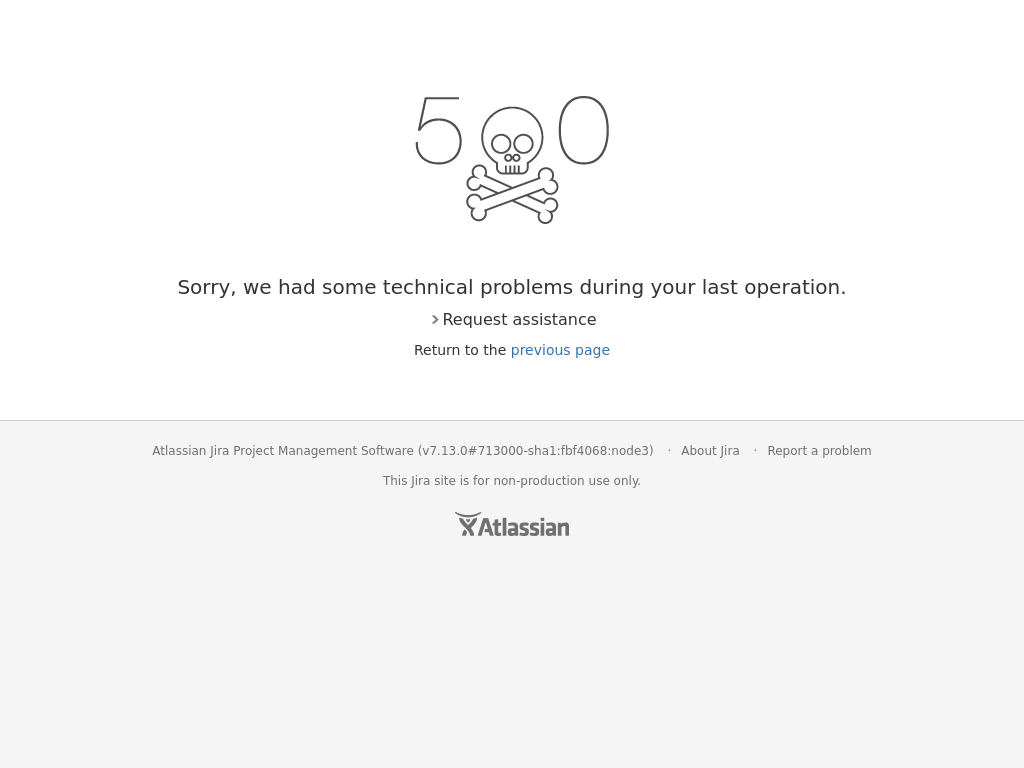 500
Sorry, we had some technical problems during your last operation.
Request assistance
Return to the previous page
Atlassian Jira Project Management Software (v7.13.0#713000-sha1:fbf4068:node3) · About Jira · Report a problem
This Jira site is for non-production use only.
Atlassian